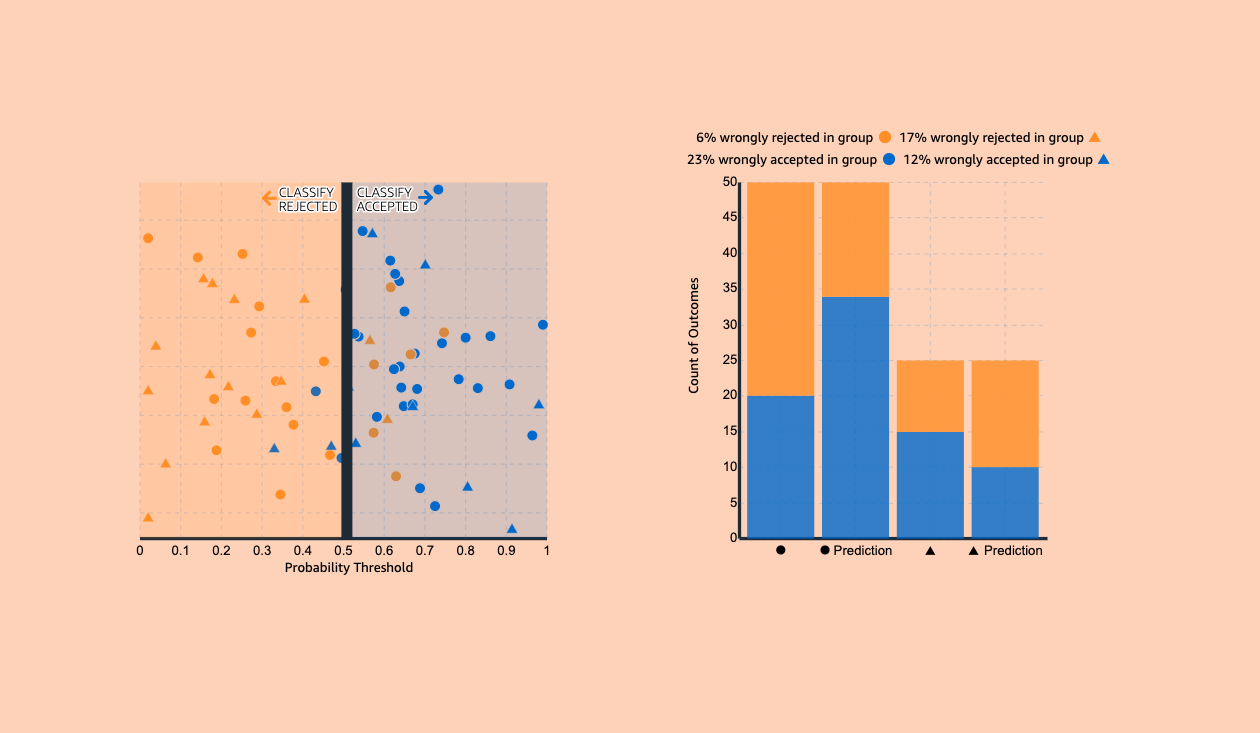 CLASSIFY
REJECTED
CLASSIFY
ACCEPTED
0 0.1 0.2 0.3 0.4 0.5 0.6 0.7 0.8 0.9 1
Probability Threshold
6% wrongly rejected in group 17% wrongly rejected in group
23% wrongly accepted in group 12% wrongly accepted in group
Count of Outcomes
50
45
40
35
30
25
20
15
10
5
0
Prediction Prediction